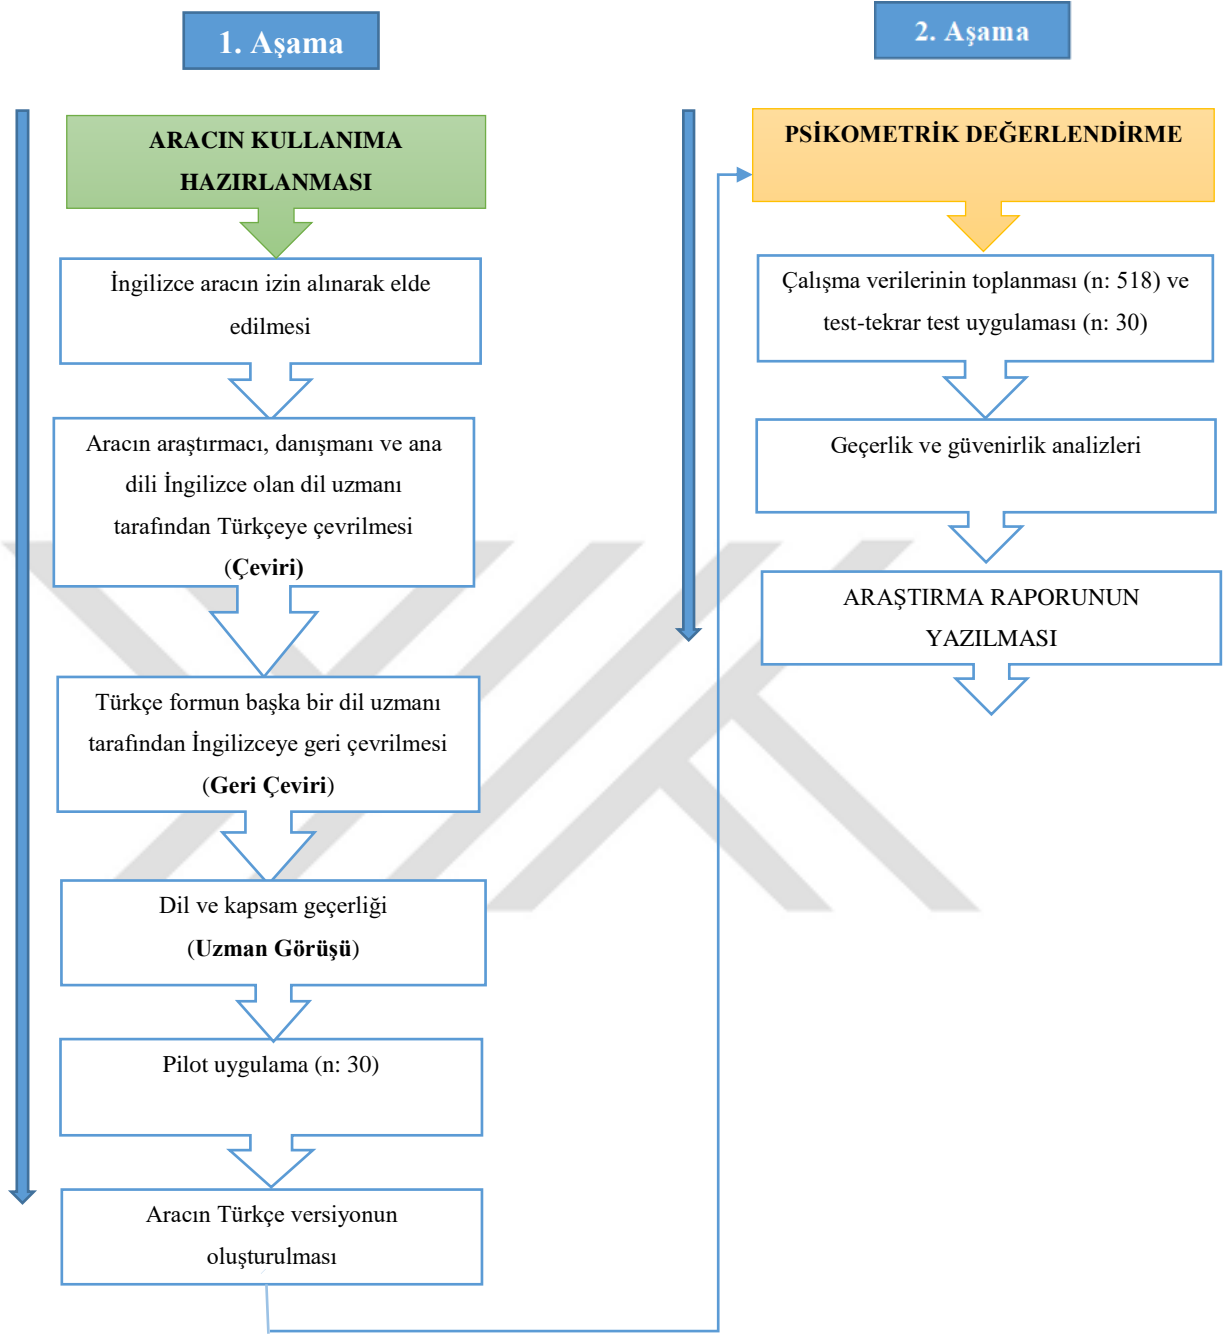 1. Aşama
ARACIN KULLANIMA
HAZIRLANMASI
İngilizce aracın izin alınarak elde
edilmesi
Aracın araştırmacı, danışmanı ve ana
dili İngilizce olan dil uzmanı
tarafından Türkçeye çevrilmesi
(Çeviri)
Türkçe formun başka bir dil uzmanı
tarafından İngilizceye geri çevrilmesi
(Geri Çeviri)
Dil ve kapsam geçerliği
(Uzman Görüşü)
Pilot uygulama (n: 30)
Aracın Türkçe versiyonun
oluşturulması
2. Aşama
PSİKOMETRİK DEĞERLENDİRME
Çalışma verilerinin toplanması (n: 518) ve
test-tekrar test uygulaması (n: 30)
Geçerlik ve güvenirlik analizleri
ARAŞTIRMA RAPORUNUN
YAZILMASI